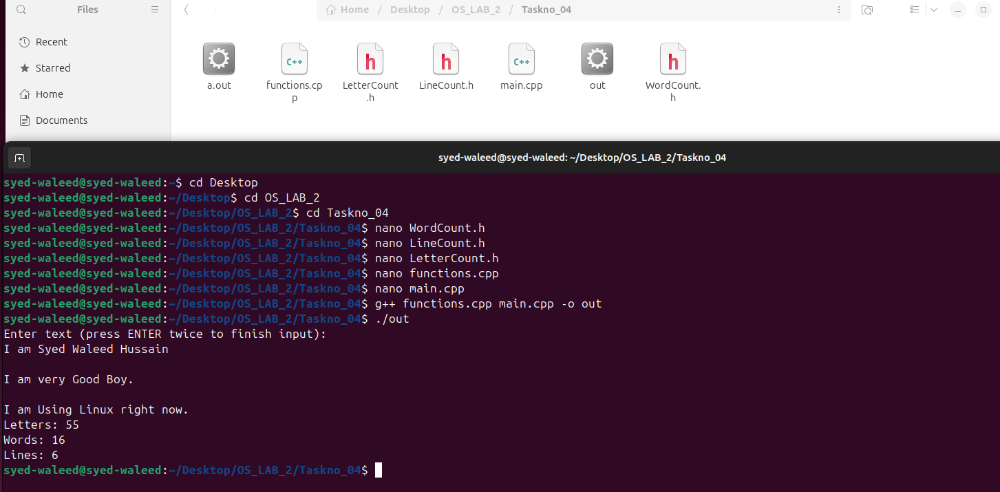 Files
Home / Desktop / OS_LAB_2 / Taskno_04
Recent
Starred
Home
Documents
a.out
functions.cp
p
LetterCount
.h
LineCount.h
main.cpp
out
WordCount.
h
syed-waleed@syed-waleed: ~/Desktop/OS_LAB_2/Taskno_04
syed-waleed@syed-waleed:~$ cd Desktop
syed-waleed@syed-waleed:~/Desktop$ cd OS_LAB_2
syed-waleed@syed-waleed:~/Desktop/OS_LAB_2$ cd Taskno_04
syed-waleed@syed-waleed:~/Desktop/OS_LAB_2/Taskno_04$ nano WordCount.h
syed-waleed@syed-waleed:~/Desktop/OS_LAB_2/Taskno_04$ nano LineCount.h
syed-waleed@syed-waleed:~/Desktop/OS_LAB_2/Taskno_04$ nano LetterCount.h
syed-waleed@syed-waleed:~/Desktop/OS_LAB_2/Taskno_04$ nano functions.cpp
syed-waleed@syed-waleed:~/Desktop/OS_LAB_2/Taskno_04$ nano main.cpp
syed-waleed@syed-waleed:~/Desktop/OS_LAB_2/Taskno_04$ g++ functions.cpp main.cpp -o out
syed-waleed@syed-waleed:~/Desktop/OS_LAB_2/Taskno_04$ ./out
Enter text (press ENTER twice to finish input):
I am Syed Waleed Hussain
I am very Good Boy.
I am Using Linux right now.
Letters: 55
Words: 16
Lines: 6
syed-waleed@syed-waleed:~/Desktop/OS_LAB_2/Taskno_04$